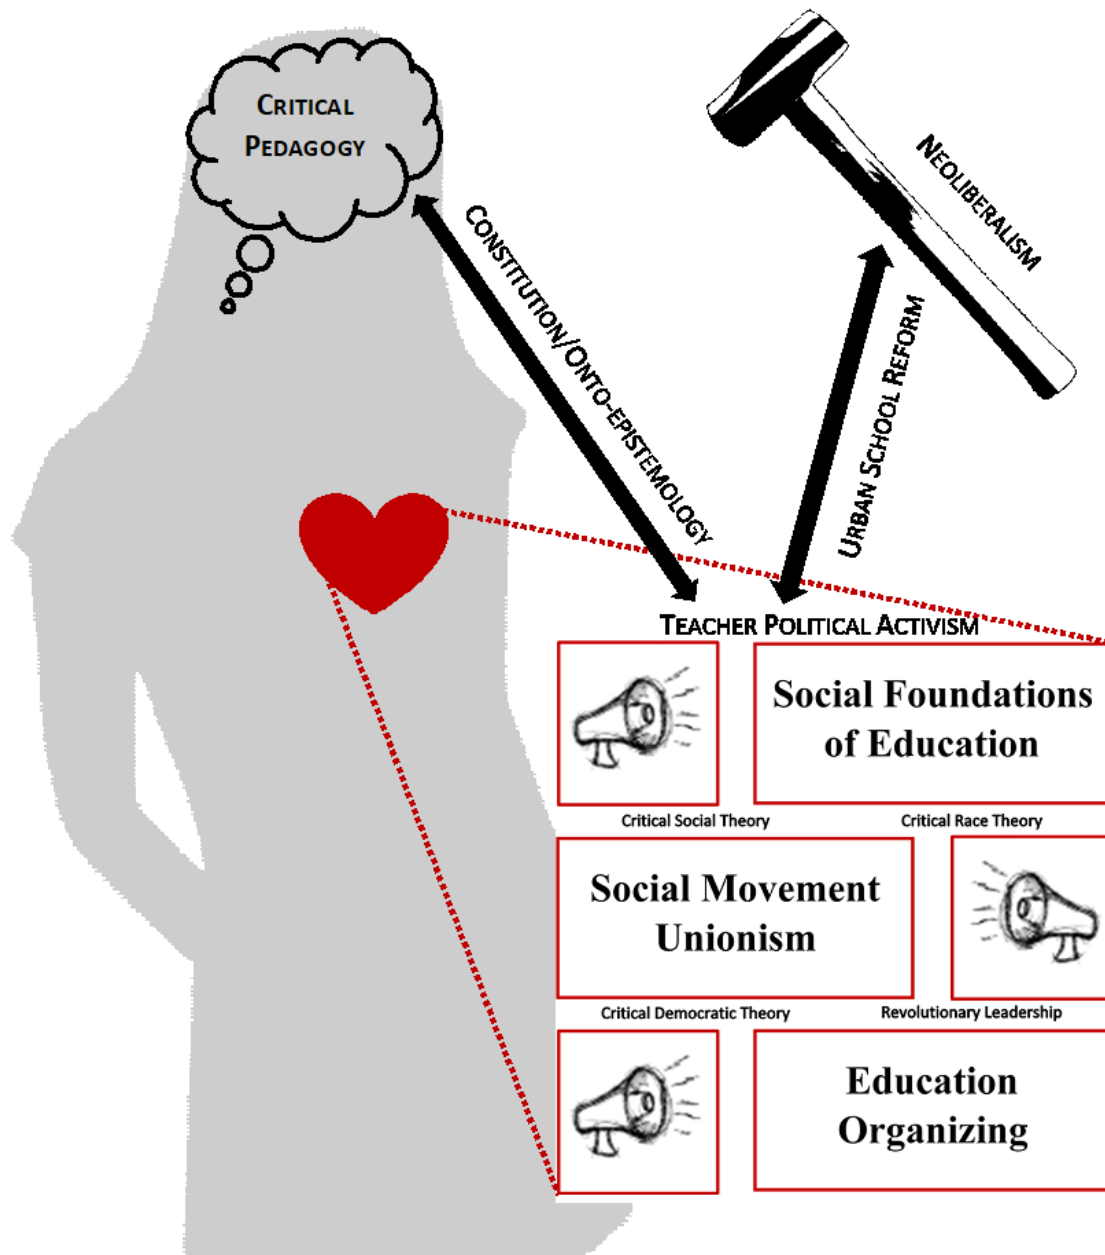 CRITICAL
PEDAGOGY
NEOLIBERALISM
CONSTITUTION/ONTO-EPISTEMOLOGY
URBAN SCHOOL REFORM
TEACHER POLITICAL ACTIVISM
Social Foundations
of Education
Critical Social Theory
Critical Race Theory
Social Movement
Unionism
Critical Democratic Theory
Revolutionary Leadership
Education
Organizing